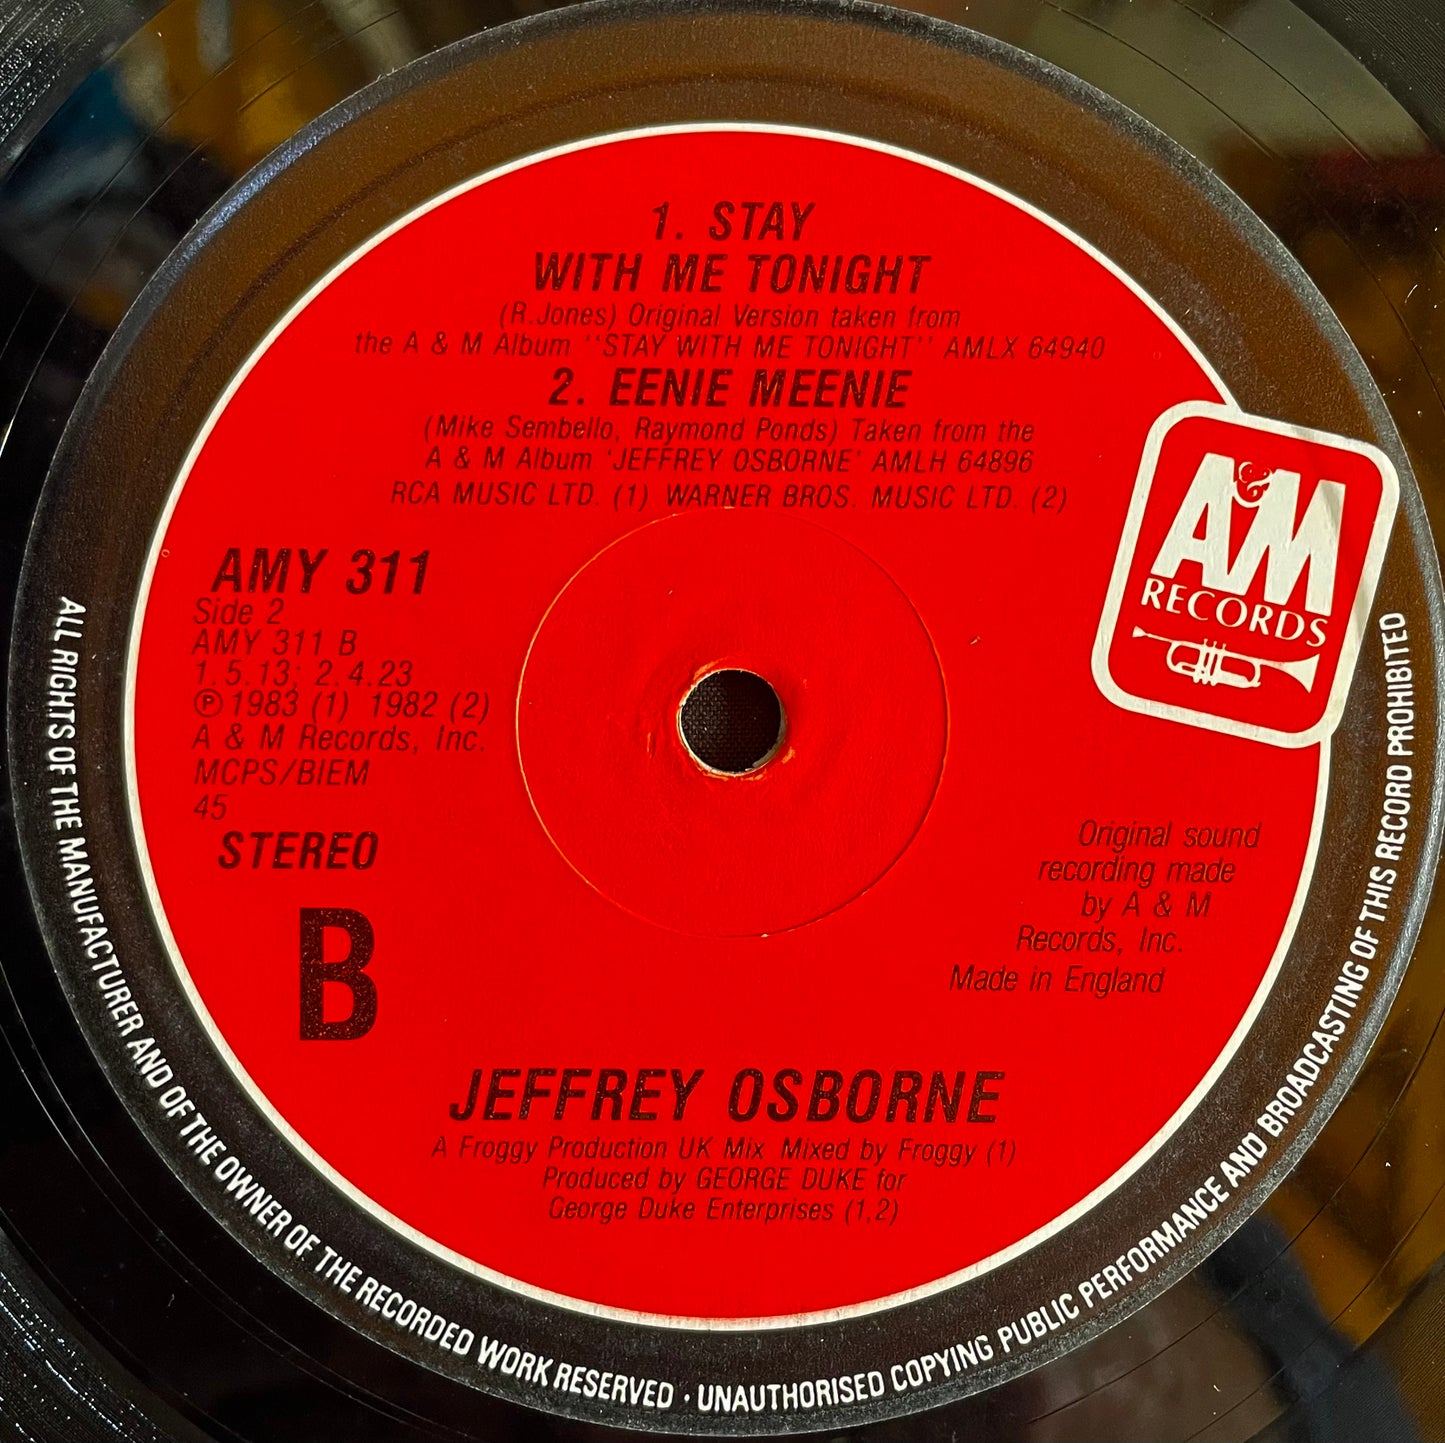 1. STAY
WITH ME TONIGHT
(R.Jones) Original Version taken from
the A & M Album "STAY WITH ME TONIGHT" AMLX 64940
2. EENIE MEENIE
(Mike Sembello, Raymond Ponds) Taken from the
A & M Album 'JEFFREY OSBORNE' AMLH 64896
RCA MUSIC LTD. (1) WARNER BROS. MUSIC LTD. (2)
A&M
RECORDS
AMY 311
Side 2
AMY 311 B
1.5.13; 2.4.23
℗ 1983 (1) 1982 (2)
A & M Records, Inc.
MCPS/BIEM
45
STEREO
B
Original sound
recording made
by A & M
Records, Inc.
Made in England
JEFFREY OSBORNE
A Froggy Production UK Mix Mixed by Froggy (1)
Produced by GEORGE DUKE for
George Duke Enterprises (1,2)
ALL RIGHTS OF THE MANUFACTURER AND OF THE OWNER OF THE RECORDED WORK RESERVED · UNAUTHORISED COPYING PUBLIC PERFORMANCE AND BROADCASTING OF THIS RECORD PROHIBITED